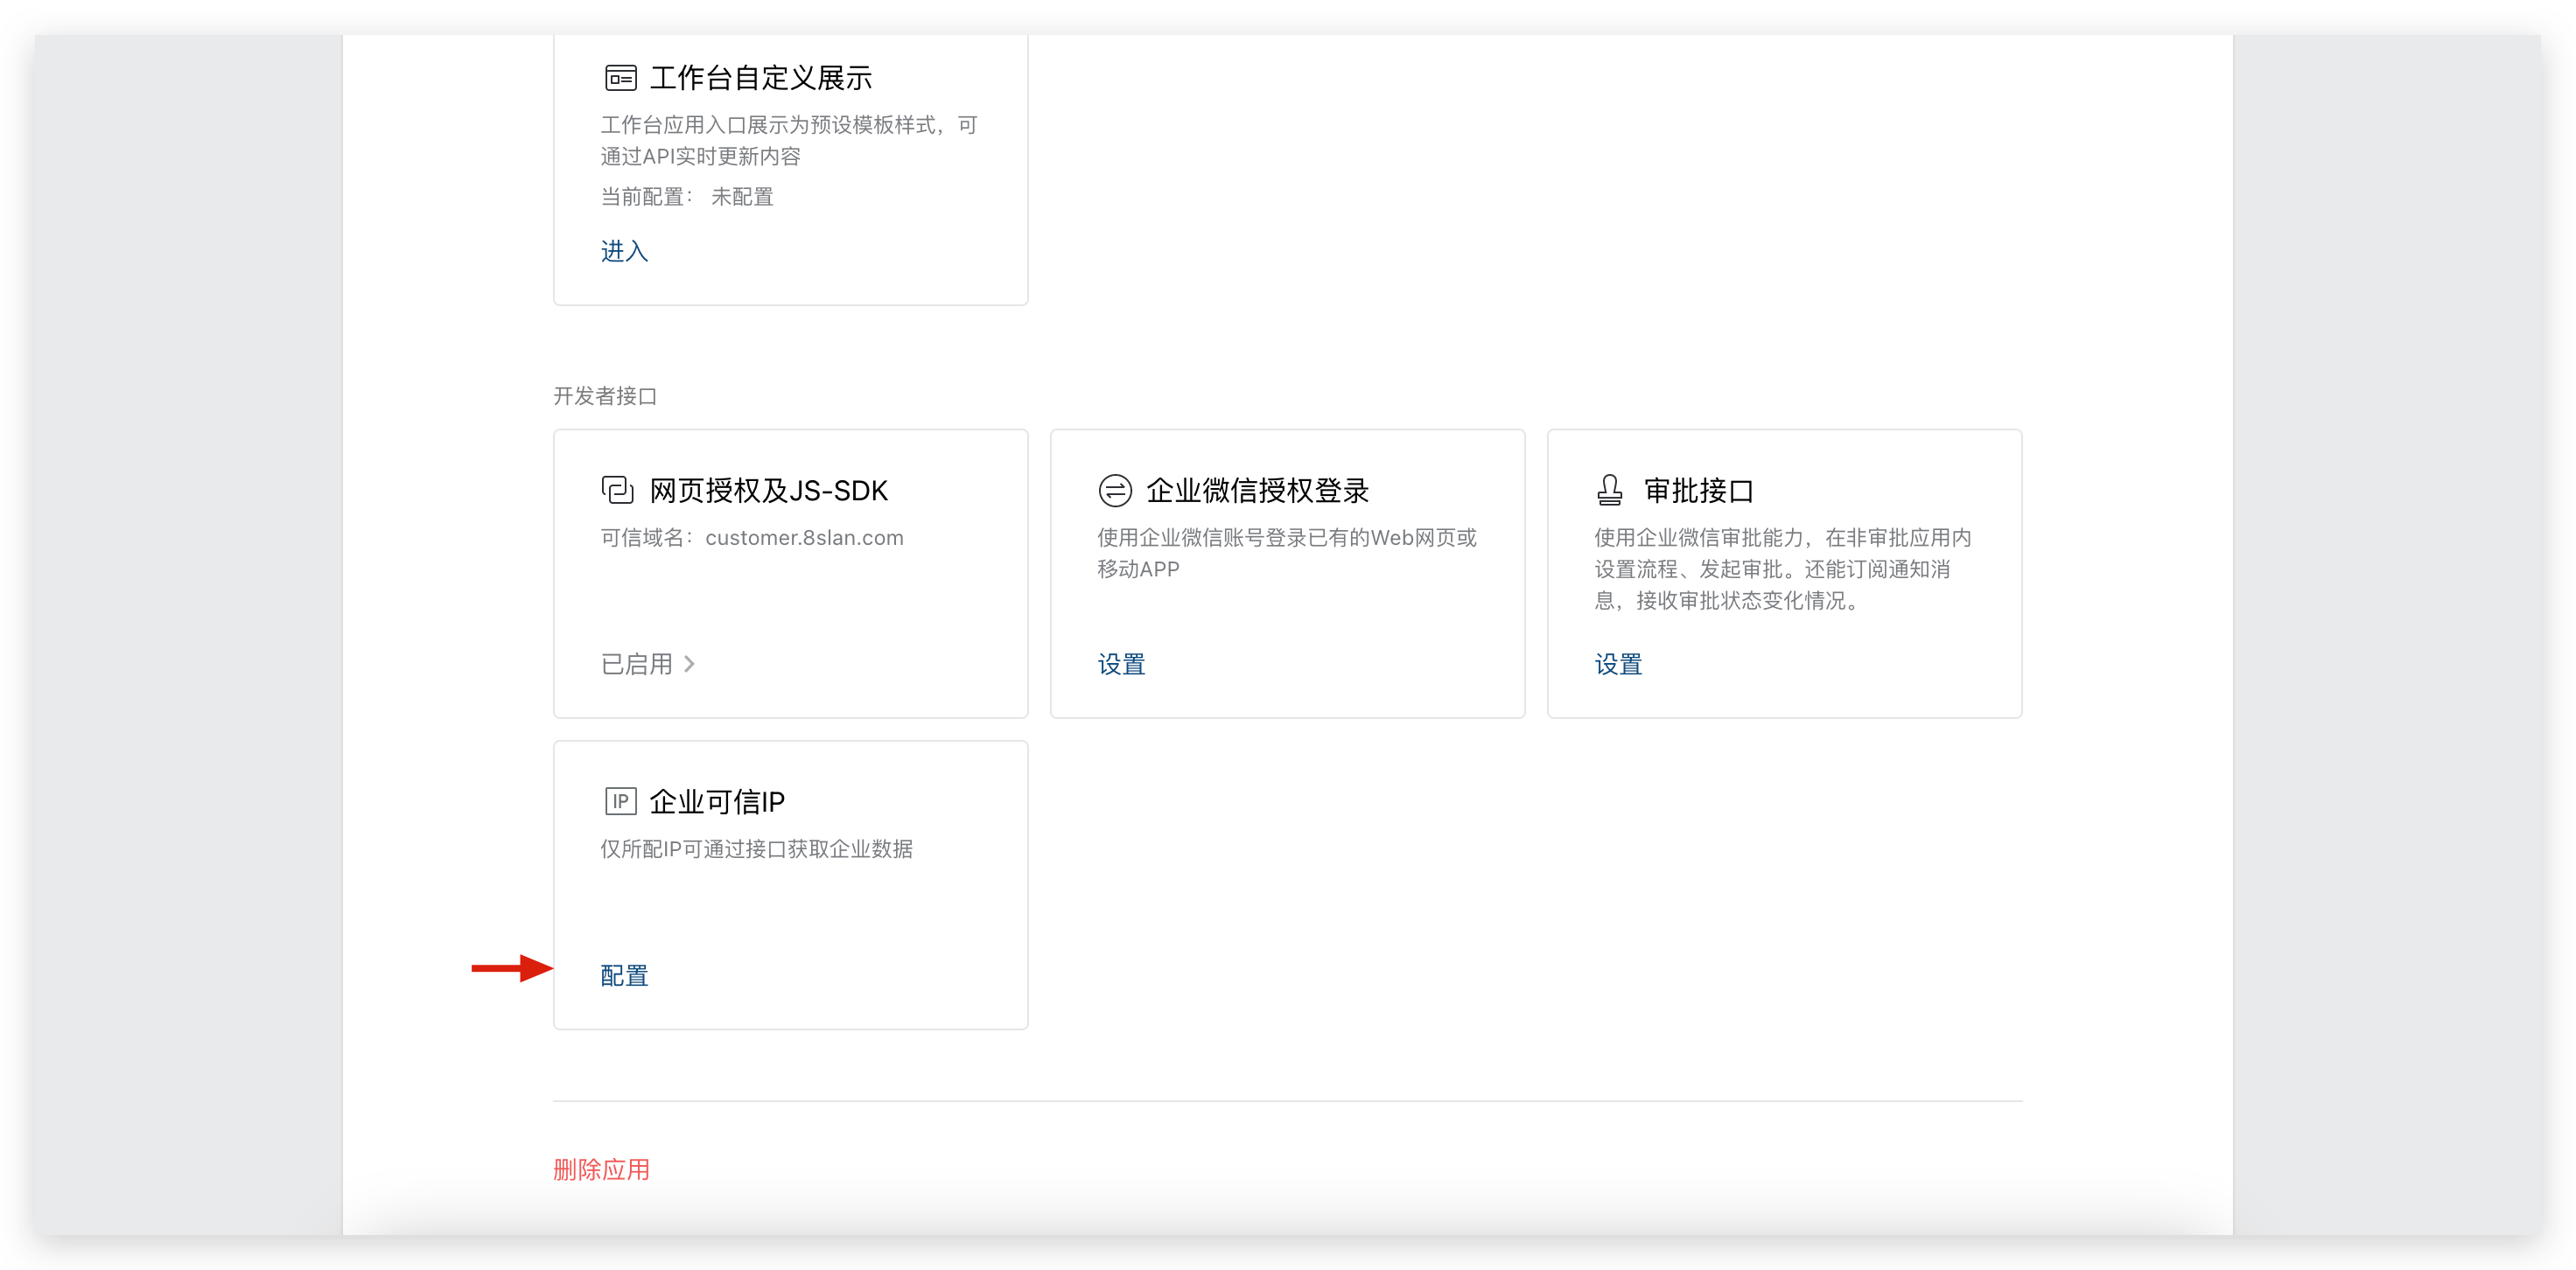 工作台自定义展示
工作台应用入口展示为预设模板样式，可
通过API实时更新内容
当前配置： 未配置
进入
开发者接口
网页授权及JS-SDK
可信域名：customer.8slan.com
已启用
企业微信授权登录
使用企业微信账号登录已有的Web网页或
移动APP
设置
审批接口
使用企业微信审批能力，在非审批应用内
设置流程、发起审批。还能订阅通知消
息，接收审批状态变化情况。
设置
IP 企业可信IP
仅所配IP可通过接口获取企业数据
配置
删除应用